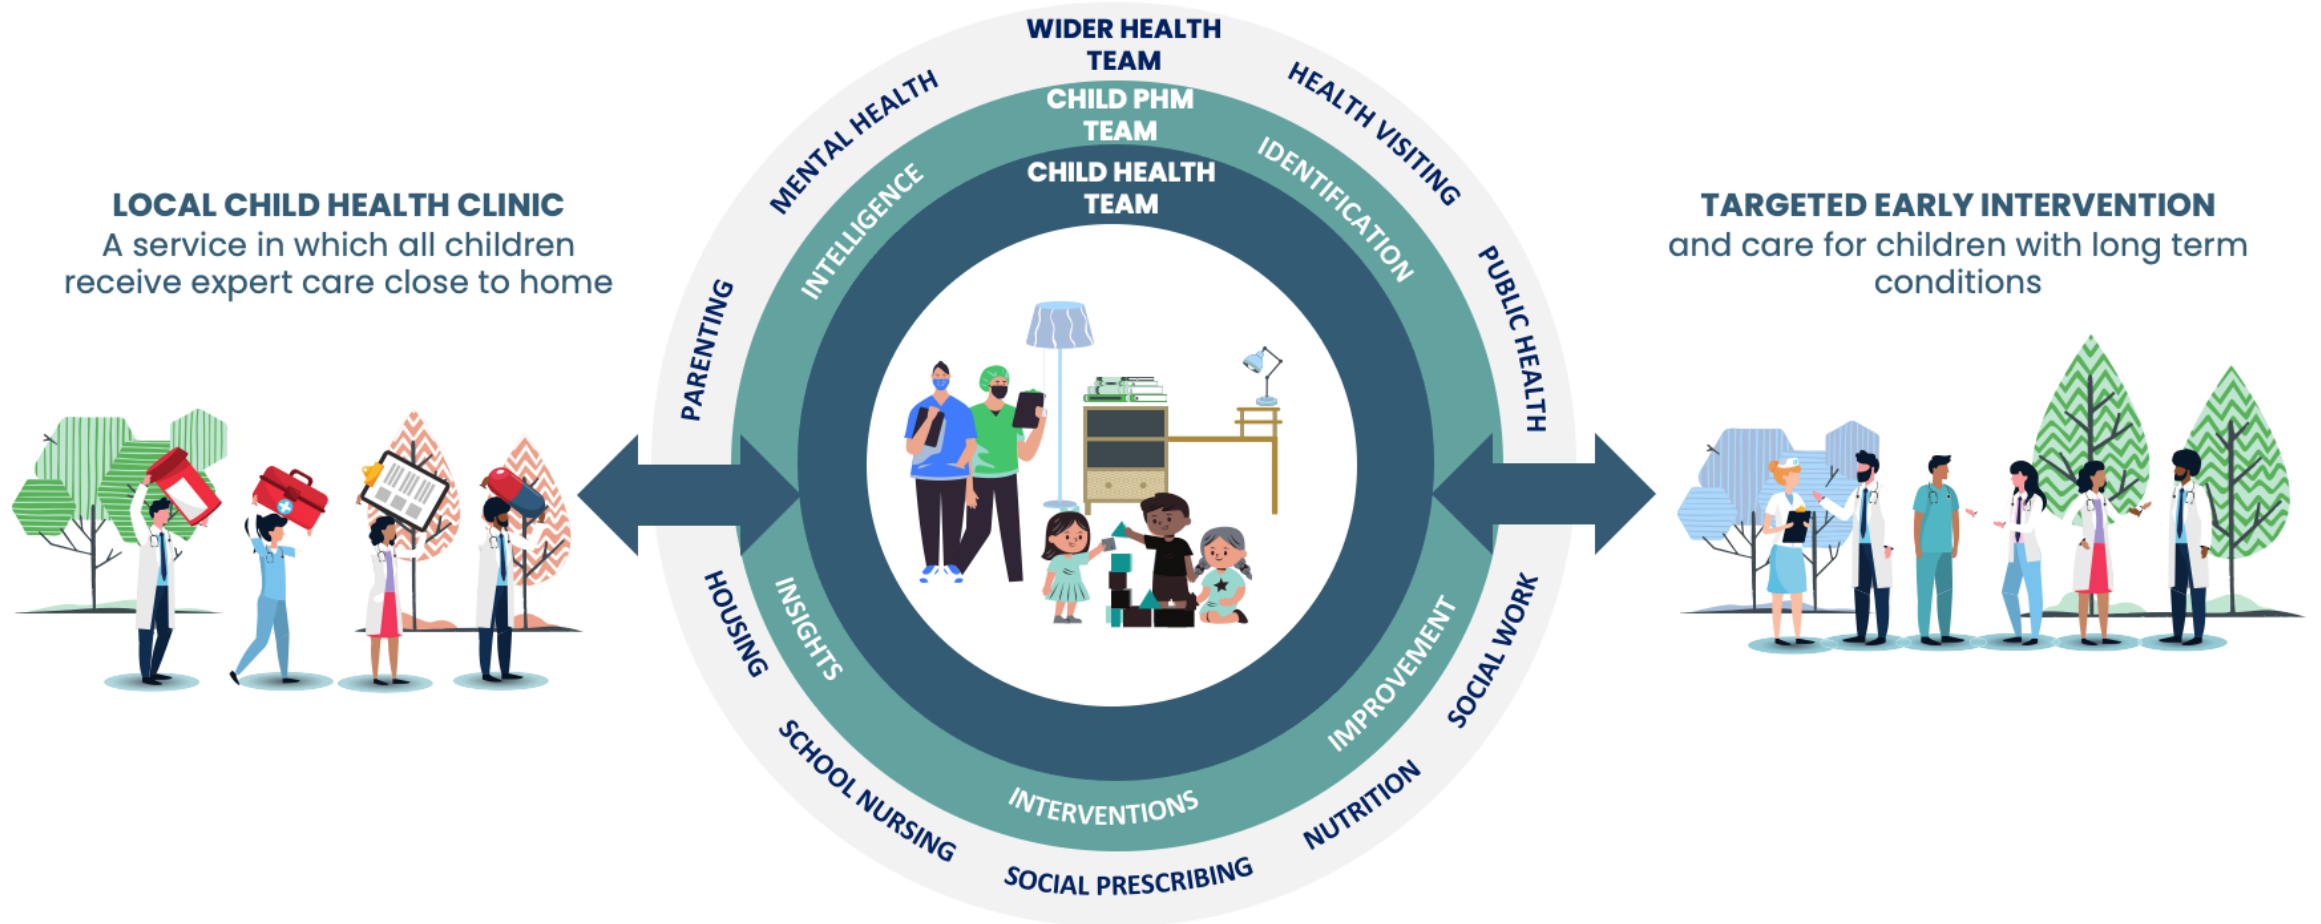 LOCAL CHILD HEALTH CLINIC
A service in which all children
receive expert care close to home
WIDER HEALTH
TEAM
CHILD PHM
TEAM
CHILD HEALTH
TEAM
MENTAL HEALTH
HEALTH VISITING
PARENTING
PUBLIC HEALTH
HOUSING
SOCIAL WORK
SCHOOL NURSING
NUTRITION
SOCIAL PRESCRIBING
INTELLIGENCE
IDENTIFICATION
INSIGHTS
IMPROVEMENT
INTERVENTIONS
TARGETED EARLY INTERVENTION
and care for children with long term
conditions